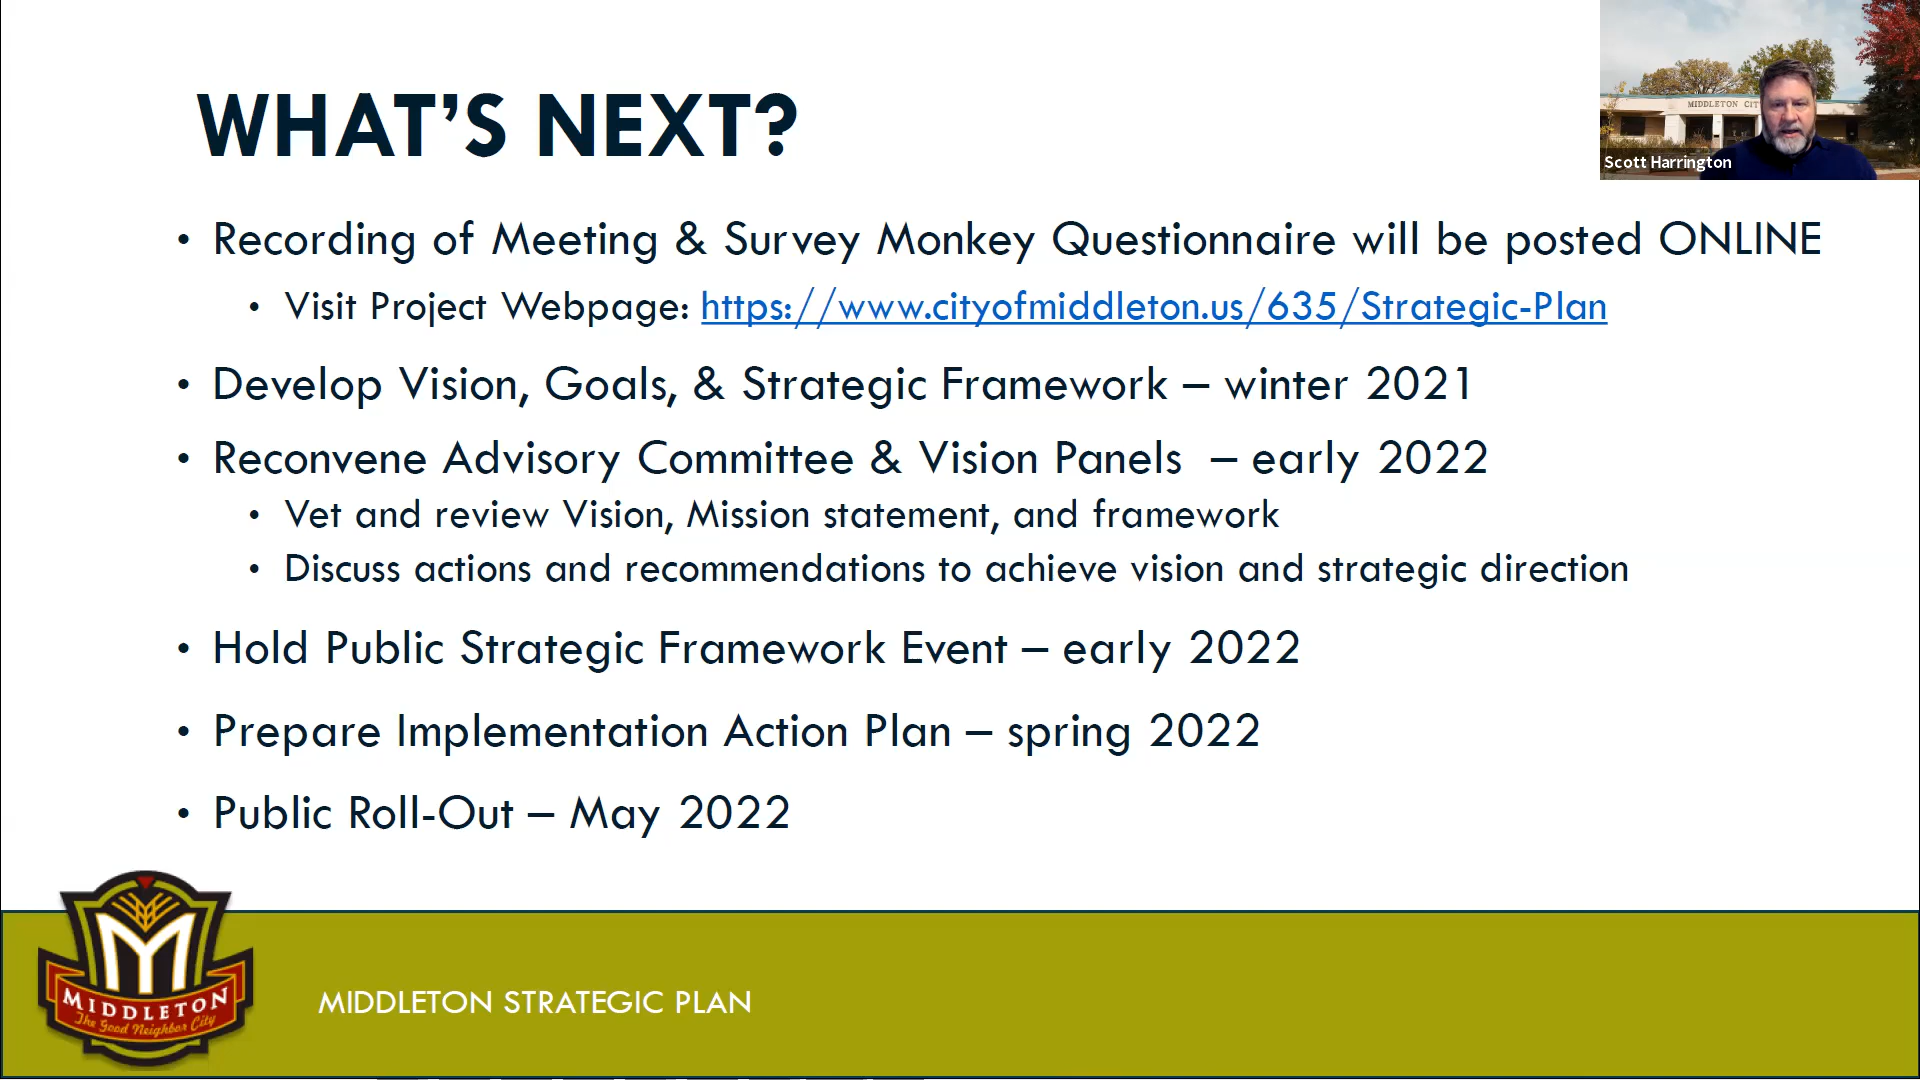 WHAT'S NEXT?
MIDDLETON CIT
Scott Harrington
• Recording of Meeting & Survey Monkey Questionnaire will be posted ONLINE
• Visit Project Webpage: https://www.cityofmiddleton.us/635/Strategic-Plan
• Develop Vision, Goals, & Strategic Framework – winter 2021
• Reconvene Advisory Committee & Vision Panels – early 2022
• Vet and review Vision, Mission statement, and framework
• Discuss actions and recommendations to achieve vision and strategic direction
• Hold Public Strategic Framework Event – early 2022
• Prepare Implementation Action Plan – spring 2022
• Public Roll-Out – May 2022
M
MIDDLETON
The Good Neighbor City
MIDDLETON STRATEGIC PLAN